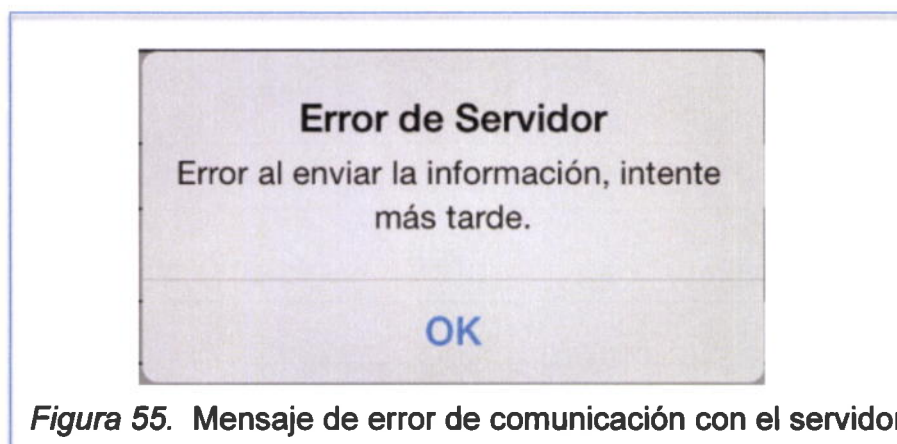 Error de Servidor
Error al enviar la información, intente
más tarde.
OK
Figura 55. Mensaje de error de comunicación con el servidor